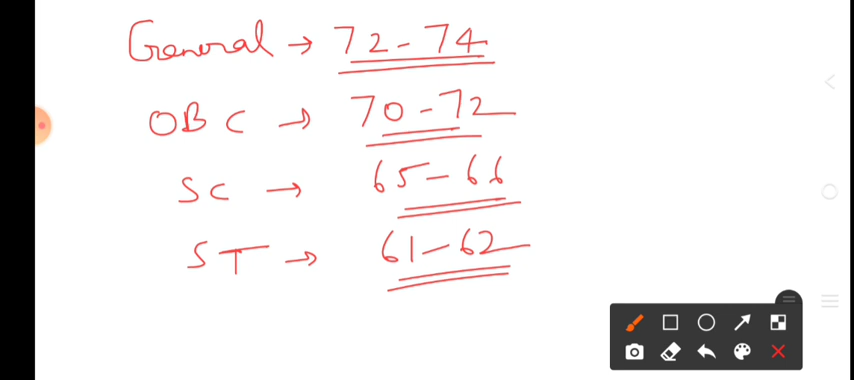 General → 72-74
OBC → 70-72
SC → 65-66
ST → 61-62